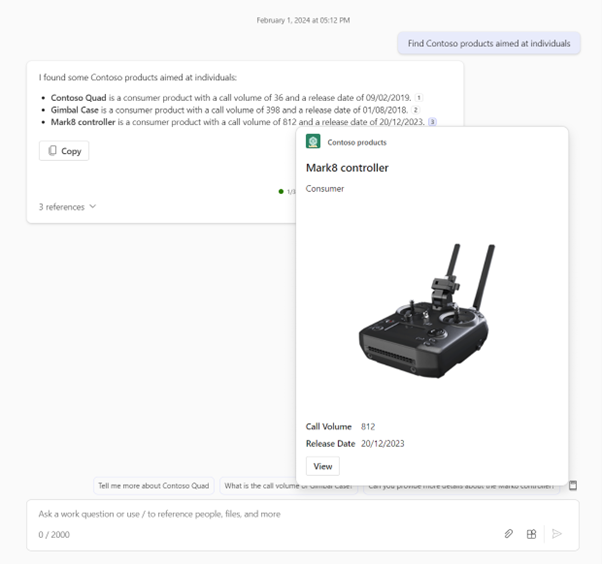 February 1, 2024 at 05:12 PM
Find Contoso products aimed at individuals
I found some Contoso products aimed at individuals:
• Contoso Quad is a consumer product with a call volume of 36 and a release date of 09/02/2019. 1
• Gimbal Case is a consumer product with a call volume of 398 and a release date of 01/08/2018. 2
• Mark8 controller is a consumer product with a call volume of 812 and a release date of 20/12/2023. 3
Copy
1/3
3 references
Contoso products
Mark8 controller
Consumer
Call Volume 812
Release Date 20/12/2023
View
Tell me more about Contoso Quad
What is the call volume of Gimbal Case?
Can you provide more details about the Mark8 controller?
Ask a work question or use / to reference people, files, and more
0 / 2000